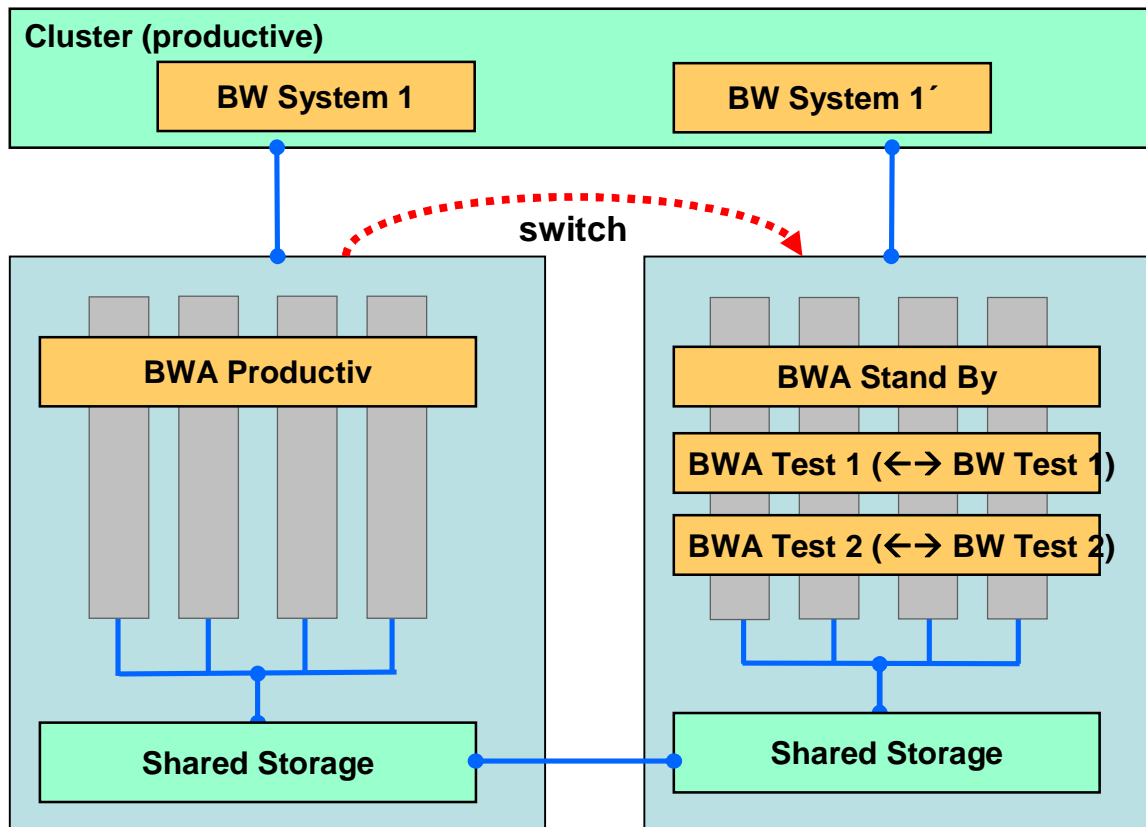 Cluster (productive)
BW System 1
BW System 1´
switch
BWA Productiv
BWA Stand By
BWA Test 1 (←→ BW Test 1)
BWA Test 2 (←→ BW Test 2)
Shared Storage
Shared Storage